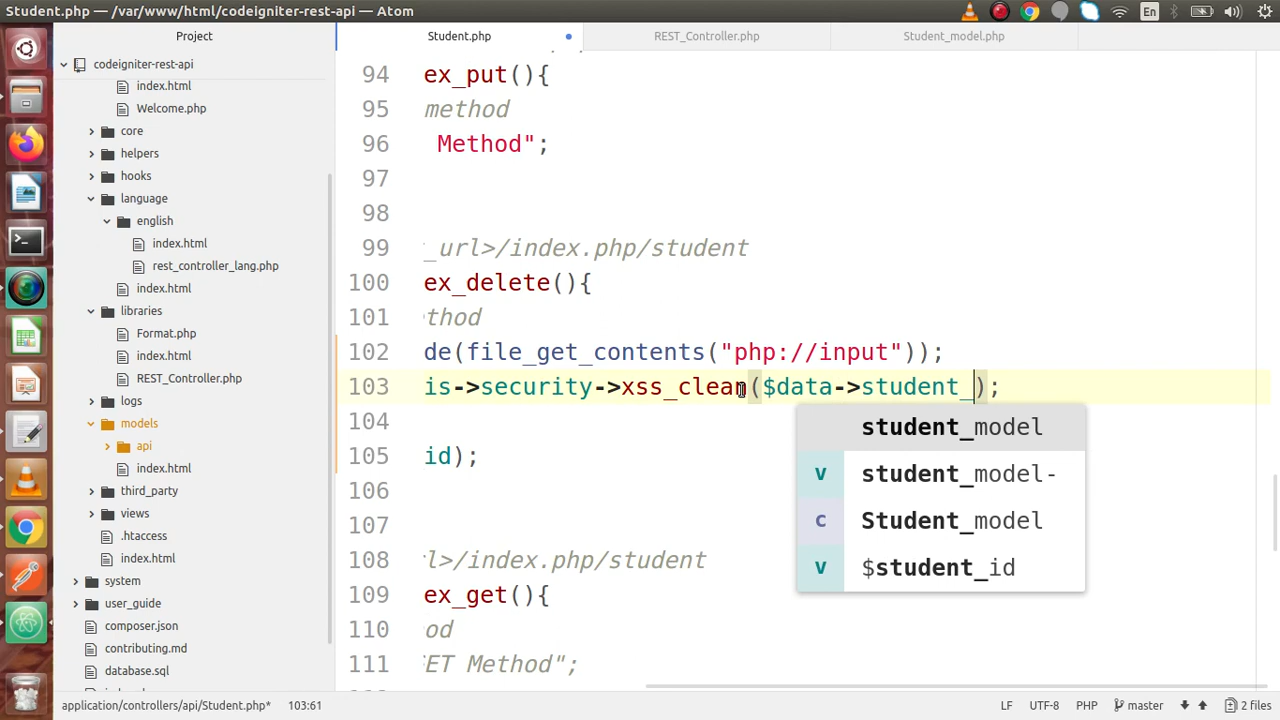 Student.php — /var/www/html/codeigniter-rest-api — Atom
En
Project
codeigniter-rest-api
index.html
Welcome.php
core
helpers
hooks
language
english
index.html
rest_controller_lang.php
index.html
libraries
Format.php
index.html
REST_Controller.php
logs
models
api
index.html
third_party
views
.htaccess
index.html
system
user_guide
composer.json
contributing.md
database.sql
Student.php
REST_Controller.php
Student_model.php
94 ex_put(){
95 method
96 Method";
97
98
99 _url>/index.php/student
100 ex_delete(){
101 thod
102 de(file_get_contents("php://input"));
103 is->security->xss_clean($data->student_);
104
105 id);
106
107
108 l>/index.php/student
109 ex_get(){
110 od
111 ET Method";
student_model
v student_model-
c Student_model
v $student_id
application/controllers/api/Student.php* 103:61
LF UTF-8 PHP master 2 files